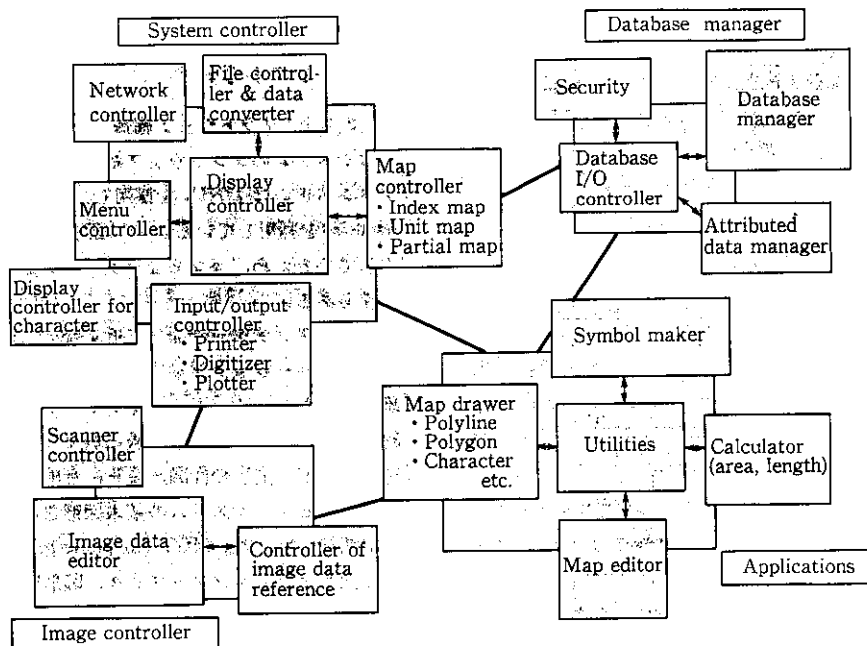 System controller
Database manager
Network
controller
File control-
ler & data
converter
Security
Database
manager
Menu
controller
Display
controller
Map
controller
· Index map
· Unit map
· Partial map
Database
I/O
controller
Attributed
data manager
Display
controller for
character
Input/output
controller
· Printer
· Digitizer
· Plotter
Symbol maker
Scanner
controller
Map drawer
· Polyline
· Polygon
· Character
etc.
Utilities
Calculator
(area, length)
Image data
editor
Controller of
image data
reference
Map editor
Applications
Image controller